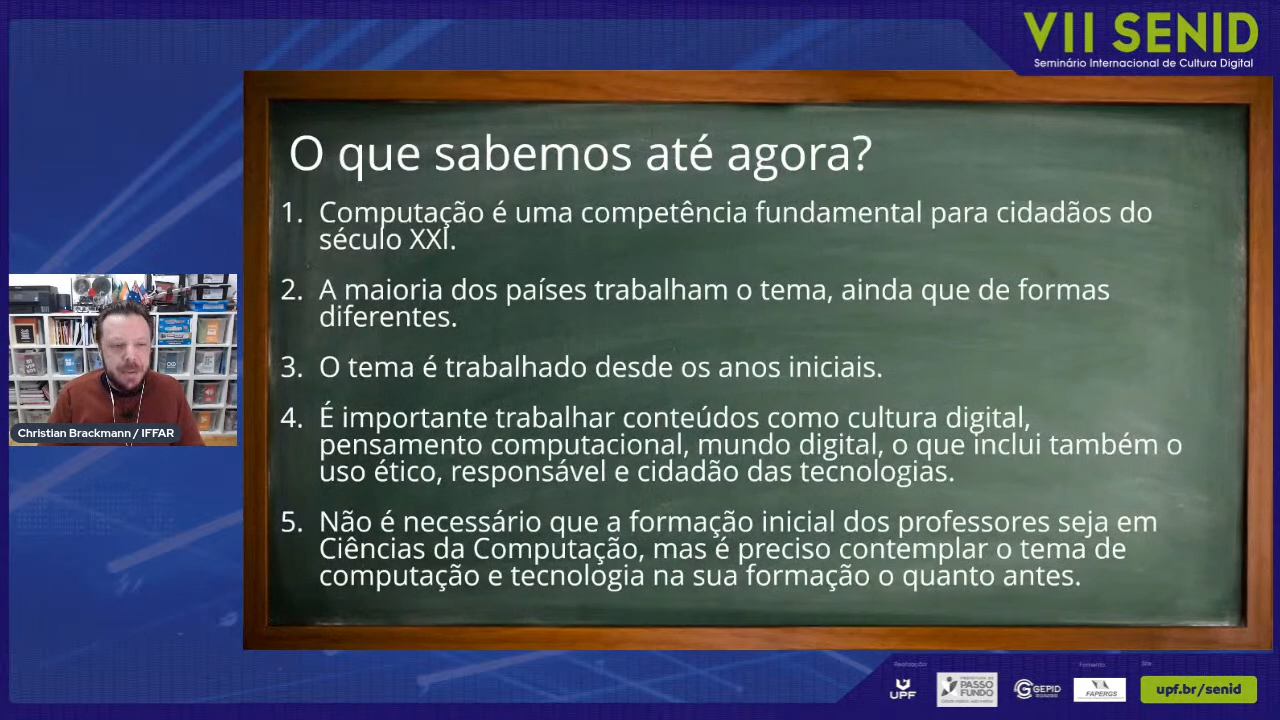 VII SENID
Seminário Internacional de Cultura Digital
O que sabemos até agora?
1. Computação é uma competência fundamental para cidadãos do
século XXI.
2. A maioria dos países trabalham o tema, ainda que de formas
diferentes.
3. O tema é trabalhado desde os anos iniciais.
4. É importante trabalhar conteúdos como cultura digital,
pensamento computacional, mundo digital, o que inclui também o
uso ético, responsável e cidadão das tecnologias.
5. Não é necessário que a formação inicial dos professores seja em
Ciências da Computação, mas é preciso contemplar o tema de
computação e tecnologia na sua formação o quanto antes.
Christian Brackmann / IFFAR
Realização:
Fomento:
Site:
UPF
PASSO
FUNDO
GEPID
FAPERGS
upf.br/senid